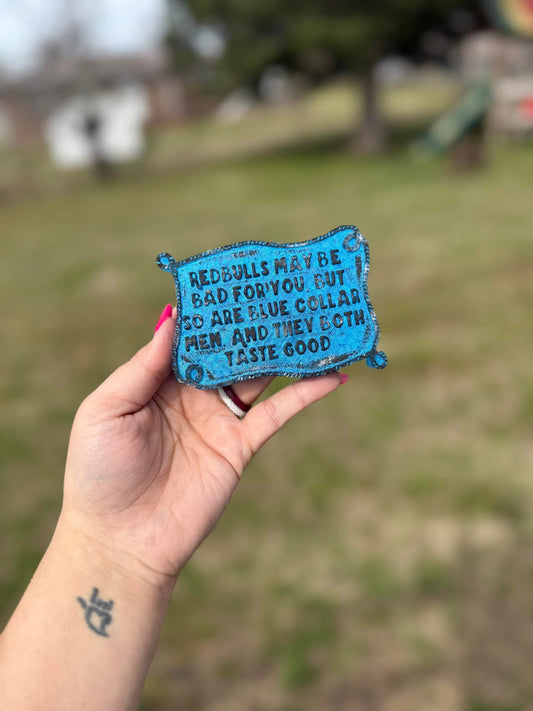 REDBULLS MAY BE
BAD FOR YOU, BUT
SO ARE BLUE COLLAR
MEN, AND THEY BOTH
TASTE GOOD